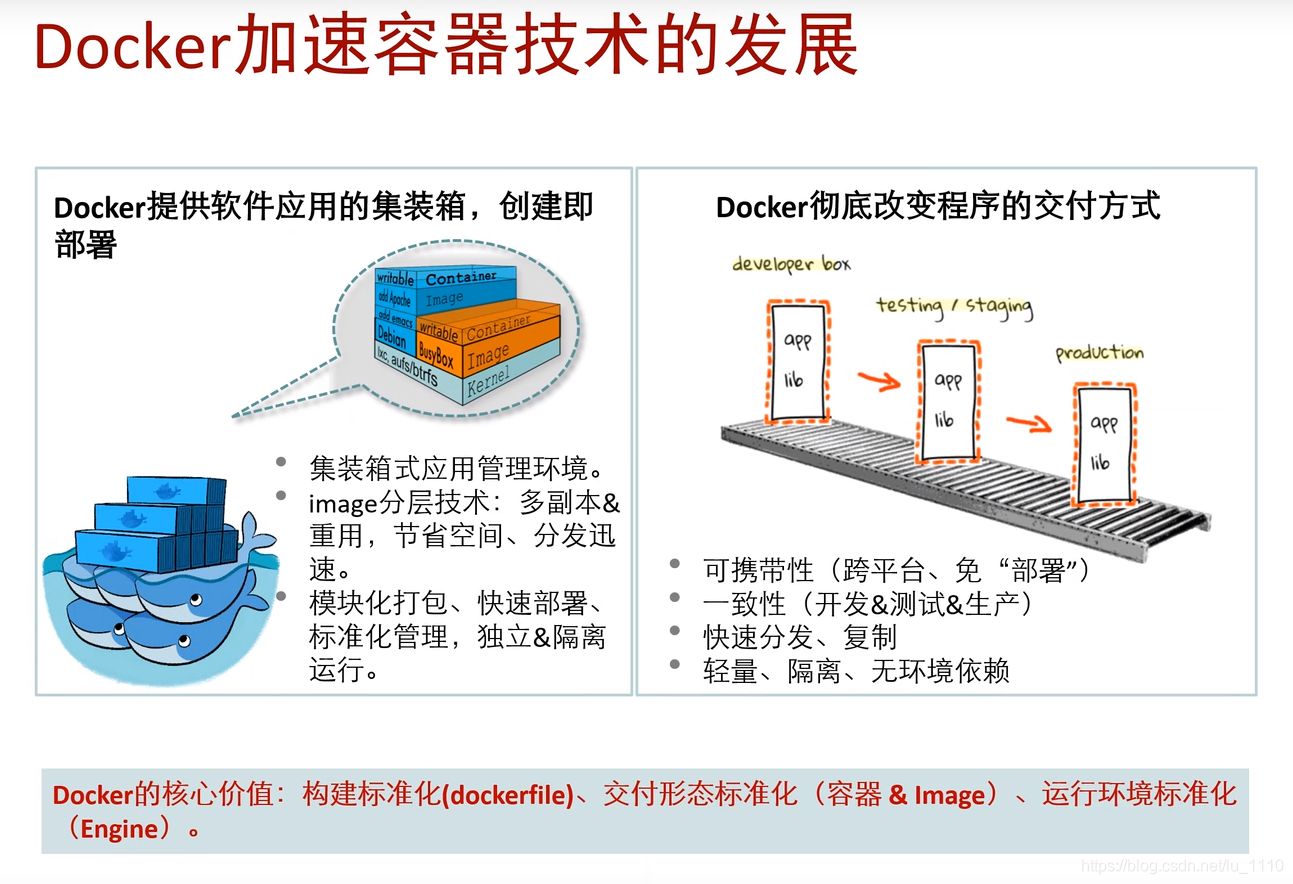 Docker加速容器技术的发展
Docker提供软件应用的集装箱，创建即
部署
writable Container
add Apache Image
add emacs writable Container
Debian BusyBox Image
lxc, aufs/btrfs Kernel
集装箱式应用管理环境。
image分层技术：多副本&
重用，节省空间、分发迅
速。
模块化打包、快速部署、
标准化管理，独立&隔离
运行。
Docker彻底改变程序的交付方式
developer box
testing / staging
production
app
lib
app
lib
app
lib
可携带性（跨平台、免“部署”）
一致性（开发&测试&生产）
快速分发、复制
轻量、隔离、无环境依赖
Docker的核心价值：构建标准化(dockerfile)、交付形态标准化（容器 & Image）、运行环境标准化
（Engine）。
https://blog.csdn.net/lu_1110